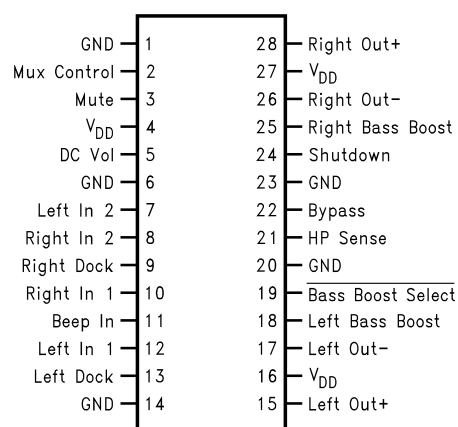 GND 1 28 Right Out+
Mux Control 2 27 VDD
Mute 3 26 Right Out-
VDD 4 25 Right Bass Boost
DC Vol 5 24 Shutdown
GND 6 23 GND
Left In 2 7 22 Bypass
Right In 2 8 21 HP Sense
Right Dock 9 20 GND
Right In 1 10 19 Bass Boost Select
Beep In 11 18 Left Bass Boost
Left In 1 12 17 Left Out-
Left Dock 13 16 VDD
GND 14 15 Left Out+